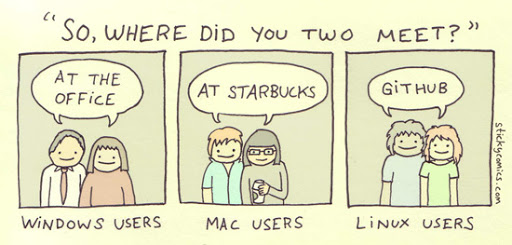 "SO, WHERE DID YOU TWO MEET?"
AT THE
OFFICE
AT STARBUCKS
GITHUB
WINDOWS USERS
MAC USERS
LINUX USERS
stickycomics.com